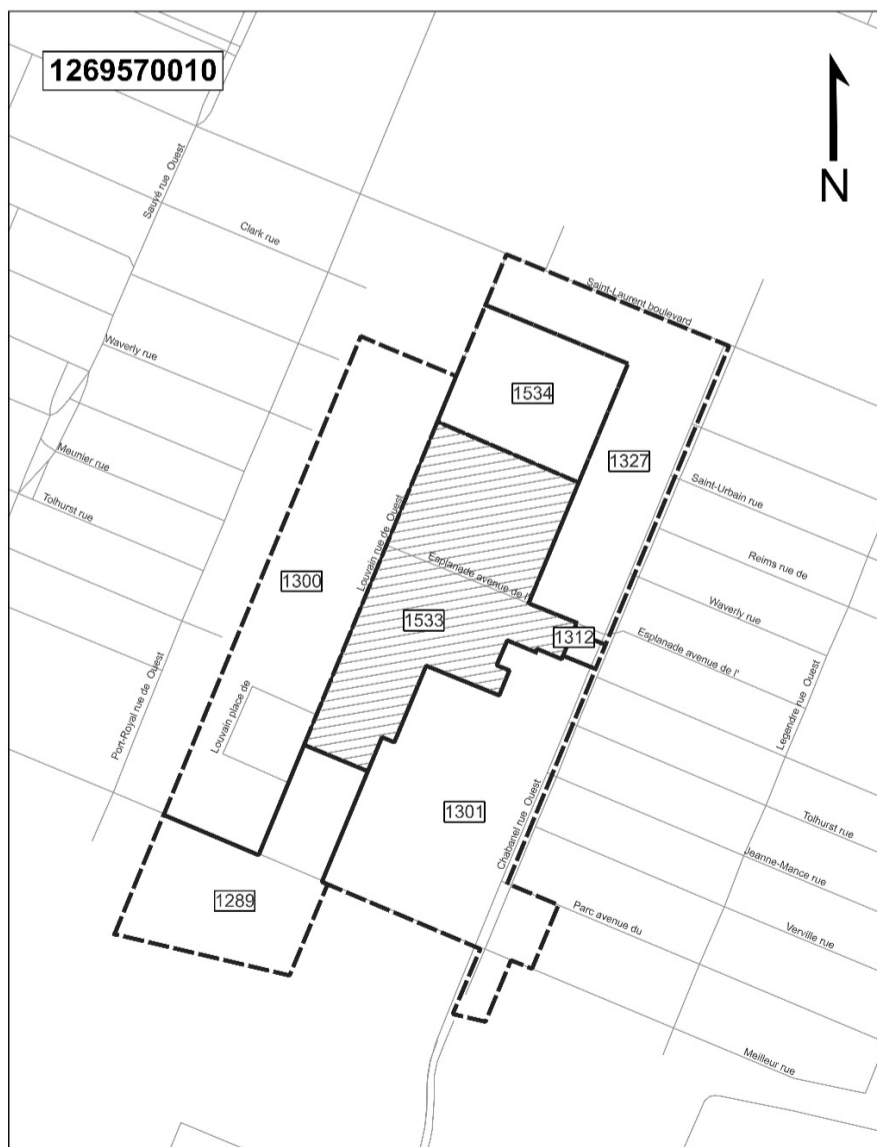 1269570010
N
Sauvé rue Ouest
Clark rue
Saint-Laurent boulevard
Waverly rue
1534
1327
Meunier rue
Tolhurst rue
Saint-Urbain rue
Louvain rue de Ouest
Reims rue de
1300
Esplanade avenue de l'
Waverly rue
1533
1312
Esplanade avenue de l'
Legendre rue Ouest
Port-Royal rue de Ouest
Louvain place de
1301
Chabanel rue Ouest
Tolhurst rue
Jeanne-Mance rue
1289
Parc avenue du
Verville rue
Meilleur rue